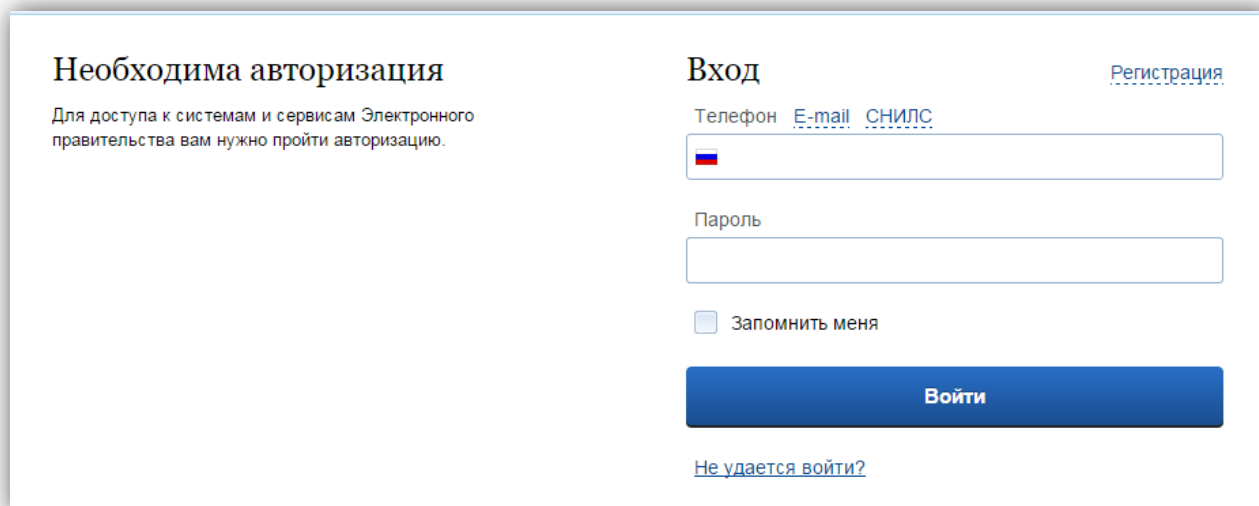 Необходима авторизация
Для доступа к системам и сервисам Электронного
правительства вам нужно пройти авторизацию.
Вход
Регистрация
Телефон E-mail СНИЛС
Пароль
Запомнить меня
Войти
Не удается войти?